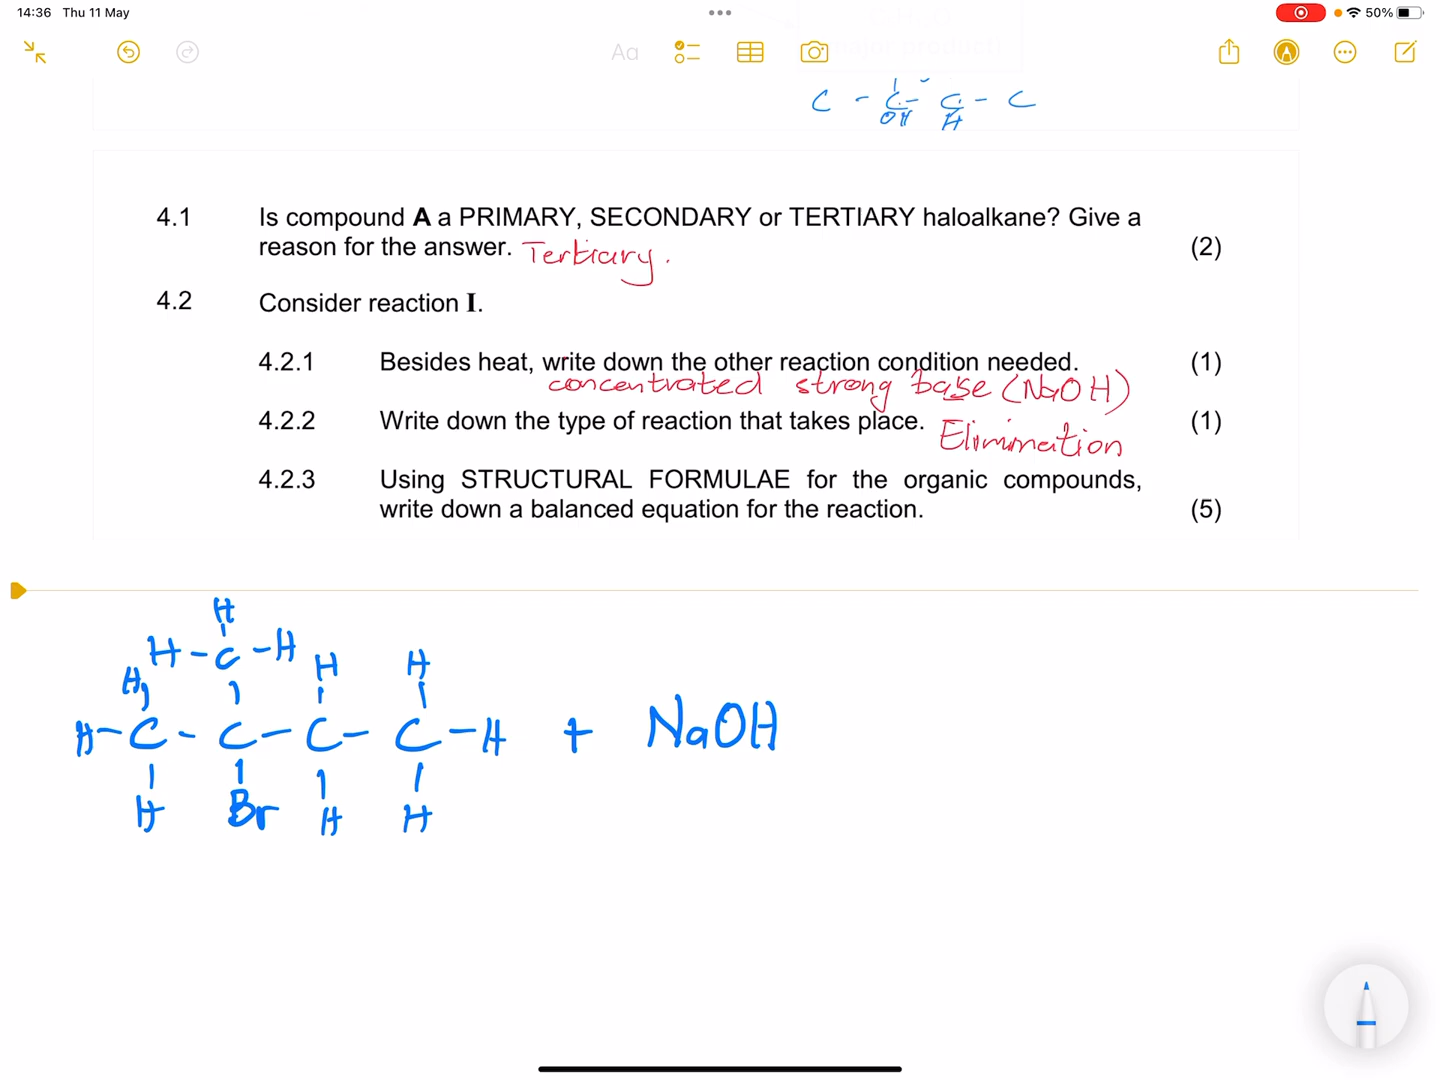 14:36 Thu 11 May
50%
Aa
C - C - C - C
OH H
4.1 Is compound A a PRIMARY, SECONDARY or TERTIARY haloalkane? Give a
reason for the answer. Tertiary. (2)
4.2 Consider reaction I.
4.2.1 Besides heat, write down the other reaction condition needed. (1)
concentrated strong base (NaOH)
4.2.2 Write down the type of reaction that takes place. (1)
Elimination
4.2.3 Using STRUCTURAL FORMULAE for the organic compounds,
write down a balanced equation for the reaction. (5)
H
H - C - H H H
H
H - C - C - C - C - H + NaOH
H Br H H